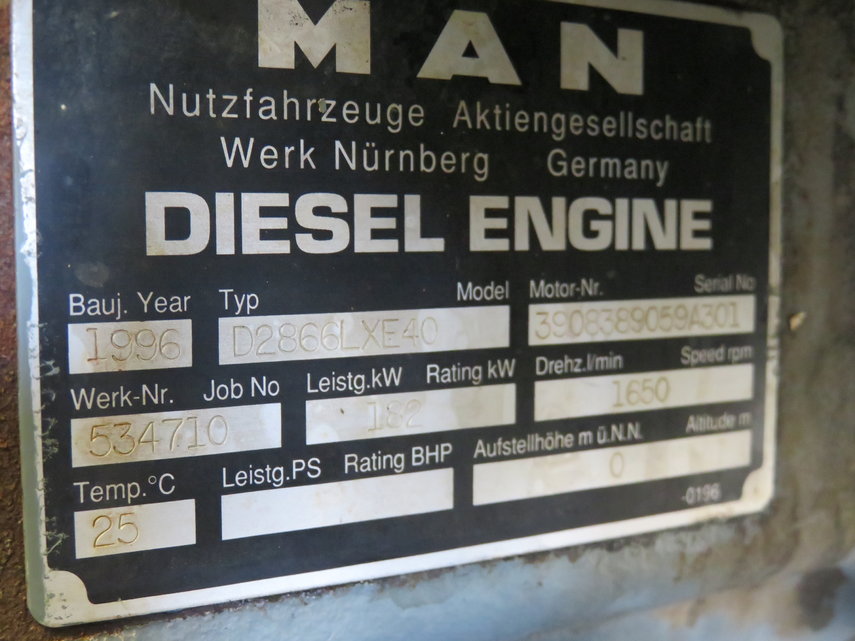 MAN
Nutzfahrzeuge Aktiengesellschaft
Werk Nürnberg Germany
DIESEL ENGINE
Bauj. Year Typ Model Motor-Nr. Serial No
1996 D2866LXE40 3908389059A301
Werk-Nr. Job No Leistg.kW Rating kW Drehz.l/min Speed rpm
534710 182 1650
Temp.°C Leistg.PS Rating BHP Aufstellhöhe m ü.N.N. Altitude m
25 0
-0196